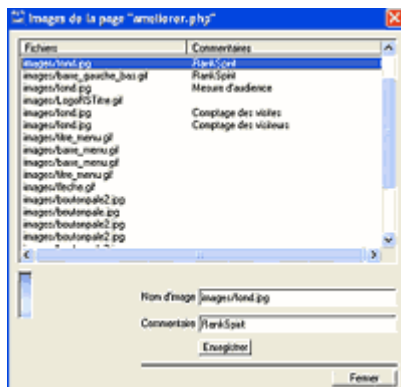 Images de la page "ameliorer.php"
Fichiers Commentaires
images/fond.jpg RankSpirit
images/barre_gauche_bas.gif RankSpirit
images/fond.jpg Mesure d'audience
images/LogoRSTitre.gif
images/fond.jpg Comptage des visites
images/fond.jpg Comptage des visiteurs
images/titre_menu.gif
images/barre_menu.gif
images/barre_menu.gif
images/titre_menu.gif
images/fleche.gif
images/boutonpale2.jpg
images/boutonpale.jpg
images/boutonpale2.jpg
images/boutonpale2.jpg
Nom d'image images/fond.jpg
Commentaire RankSpirit
Enregistrer
Fermer